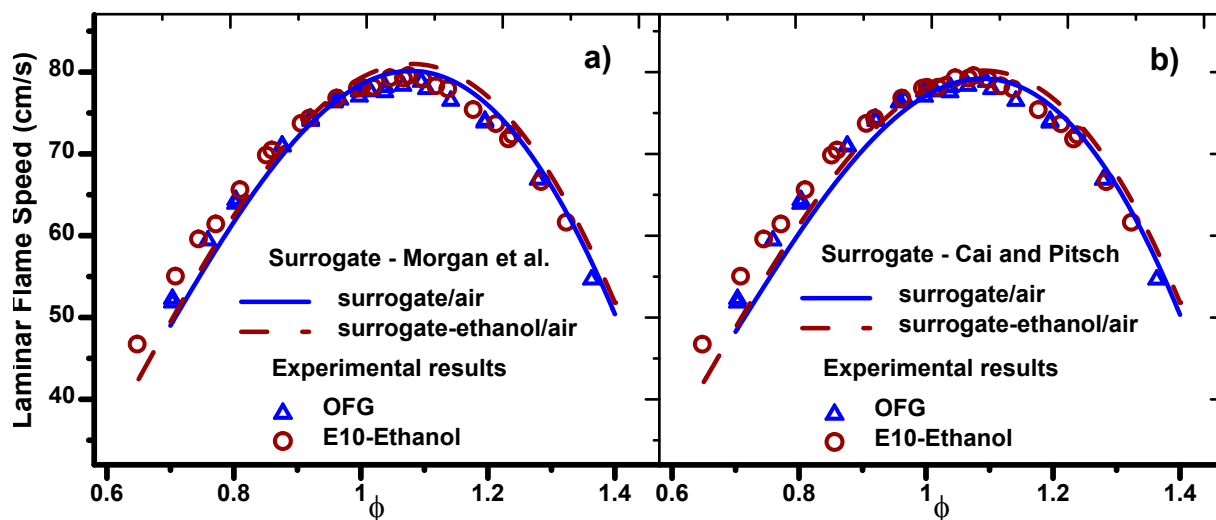 a)
b)
Laminar Flame Speed (cm/s)
80
70
60
50
40
Surrogate - Morgan et al.
surrogate/air
surrogate-ethanol/air
Experimental results
OFG
E10-Ethanol
Surrogate - Cai and Pitsch
surrogate/air
surrogate-ethanol/air
Experimental results
OFG
E10-Ethanol
0.6 0.8 1 1.2 1.4
ϕ
0.6 0.8 1 1.2 1.4
ϕ